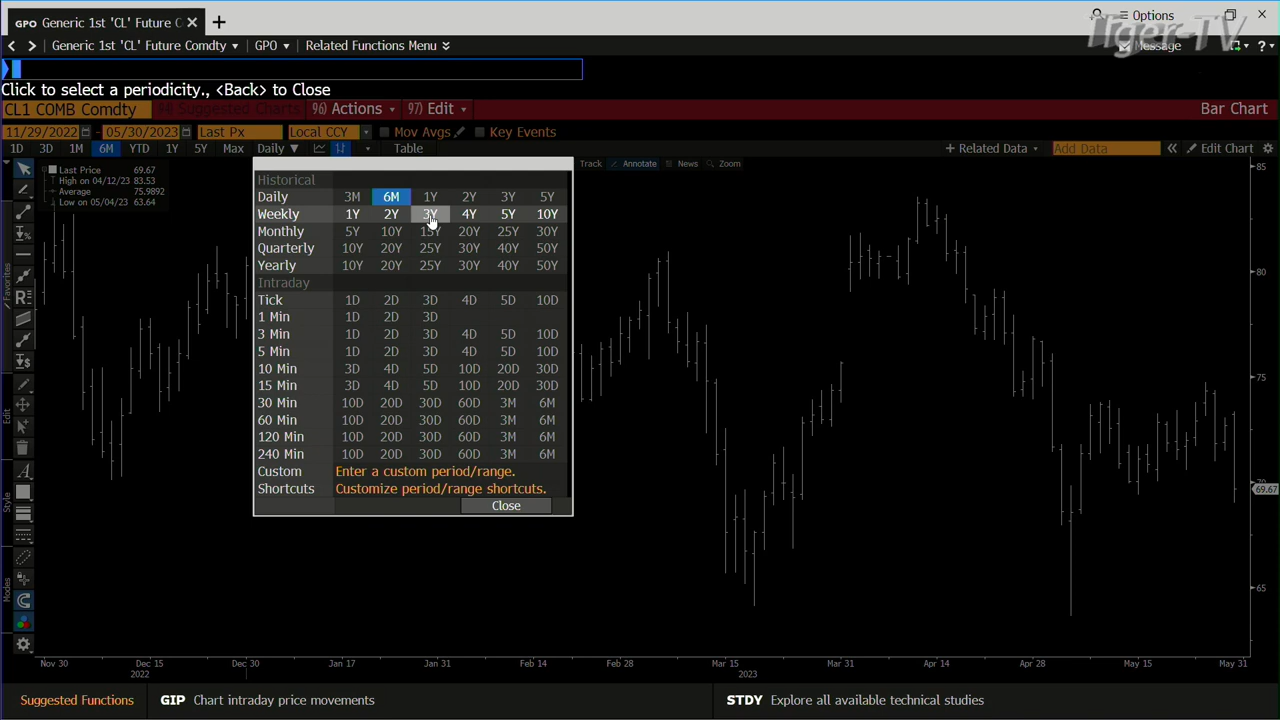 GPO Generic 1st 'CL' Future C × +
Options
Generic 1st 'CL' Future Comdty GPO Related Functions Menu
Message ?
Tiger-TV
Click to select a periodicity., <Back> to Close
CL1 COMB Comdty Suggested Charts 96) Actions 97) Edit Bar Chart
11/29/2022 - 05/30/2023 Last Px Local CCY Mov Avgs Key Events
1D 3D 1M 6M YTD 1Y 5Y Max Daily Table + Related Data Add Data Edit Chart
Track Annotate News Zoom
Last Price 69.67
High on 04/12/23 83.53
Average 75.9892
Low on 05/04/23 63.64
Historical
Daily 3M 6M 1Y 2Y 3Y 5Y
Weekly 1Y 2Y 3Y 4Y 5Y 10Y
Monthly 5Y 10Y 15Y 20Y 25Y 30Y
Quarterly 10Y 20Y 25Y 30Y 40Y 50Y
Yearly 10Y 20Y 25Y 30Y 40Y 50Y
Intraday
Tick 1D 2D 3D 4D 5D 10D
1 Min 1D 2D 3D
3 Min 1D 2D 3D 4D 5D 10D
5 Min 1D 2D 3D 4D 5D 10D
10 Min 3D 4D 5D 10D 20D 30D
15 Min 3D 4D 5D 10D 20D 30D
30 Min 10D 20D 30D 60D 3M 6M
60 Min 10D 20D 30D 60D 3M 6M
120 Min 10D 20D 30D 60D 3M 6M
240 Min 10D 20D 30D 60D 3M 6M
Custom Enter a custom period/range.
Shortcuts Customize period/range shortcuts.
Close
Favorites
Edit
Style
Modes
85
80
75
70
69.67
65
Nov 30 Dec 15 Dec 30 Jan 17 Jan 31 Feb 14 Feb 28 Mar 15 Mar 31 Apr 14 Apr 28 May 15 May 31
2022 2023
Suggested Functions GIP Chart intraday price movements STDY Explore all available technical studies